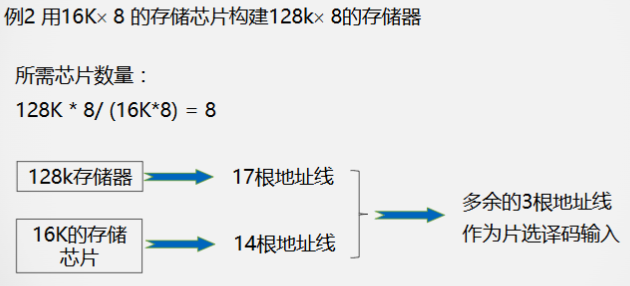 例2 用16K× 8 的存储芯片构建128k× 8的存储器
所需芯片数量：
128K * 8/ (16K*8) = 8
128k存储器
17根地址线
16K的存储
芯片
14根地址线
多余的3根地址线
作为片选译码输入